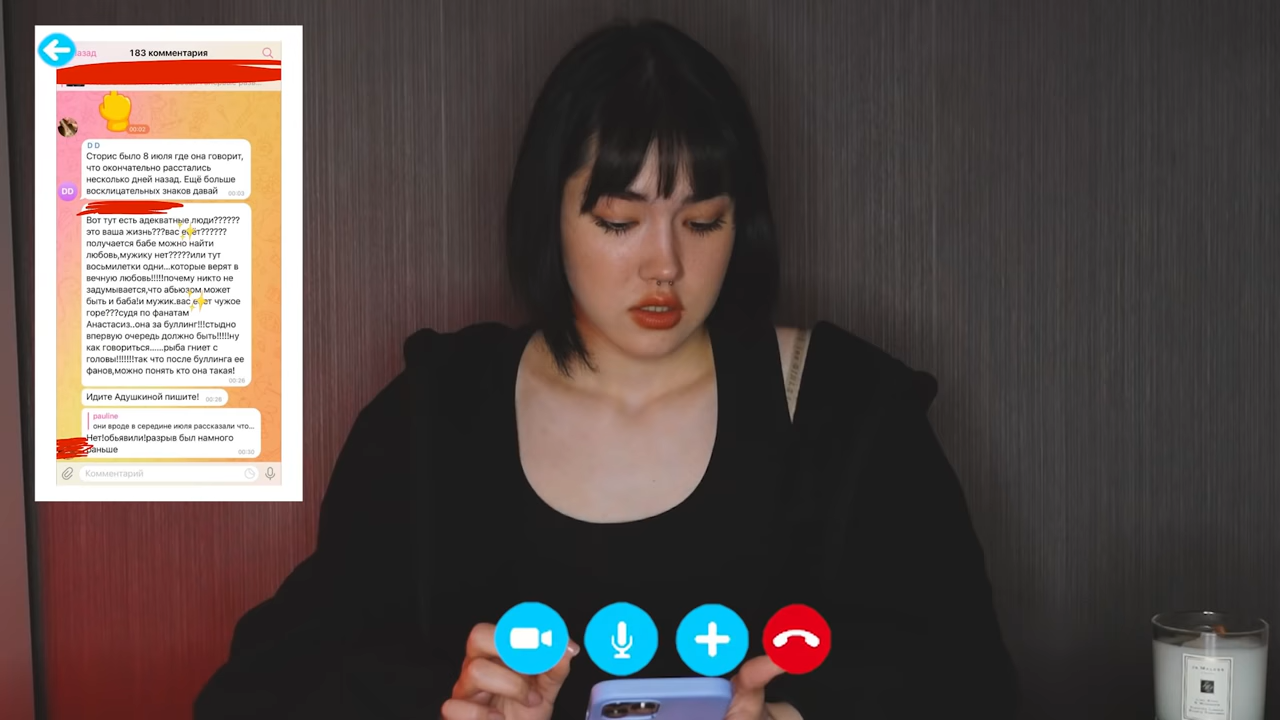 азад
183 комментария
00:02
D D
Сторис было 8 июля где она говорит,
что окончательно расстались
несколько дней назад. Ещё больше
восклицательных знаков давай
00:03
DD
Вот тут есть адекватные люди??????
это ваша жизнь???вас ет??????
получается бабе можно найти
любовь,мужику нет?????или тут
восьмилетки одни...которые верят в
вечную любовь!!!!!почему никто не
задумывается,что абьюзом может
быть и баба!и мужик.вас ет чужое
горе???судя по фанатам
Анастасиз..она за буллинг!!!стыдно
впервую очередь должно быть!!!!!ну
как говориться......рыба гниет с
головы!!!!!!!так что после буллинга ее
фанов,можно понять кто она такая!
00:26
Идите Адушкиной пишите!
00:28
pauline
они вроде в середине июля рассказали что...
Нет!обьявили!разрыв был намного
раньше
00:30
Комментарий
JO MALONE